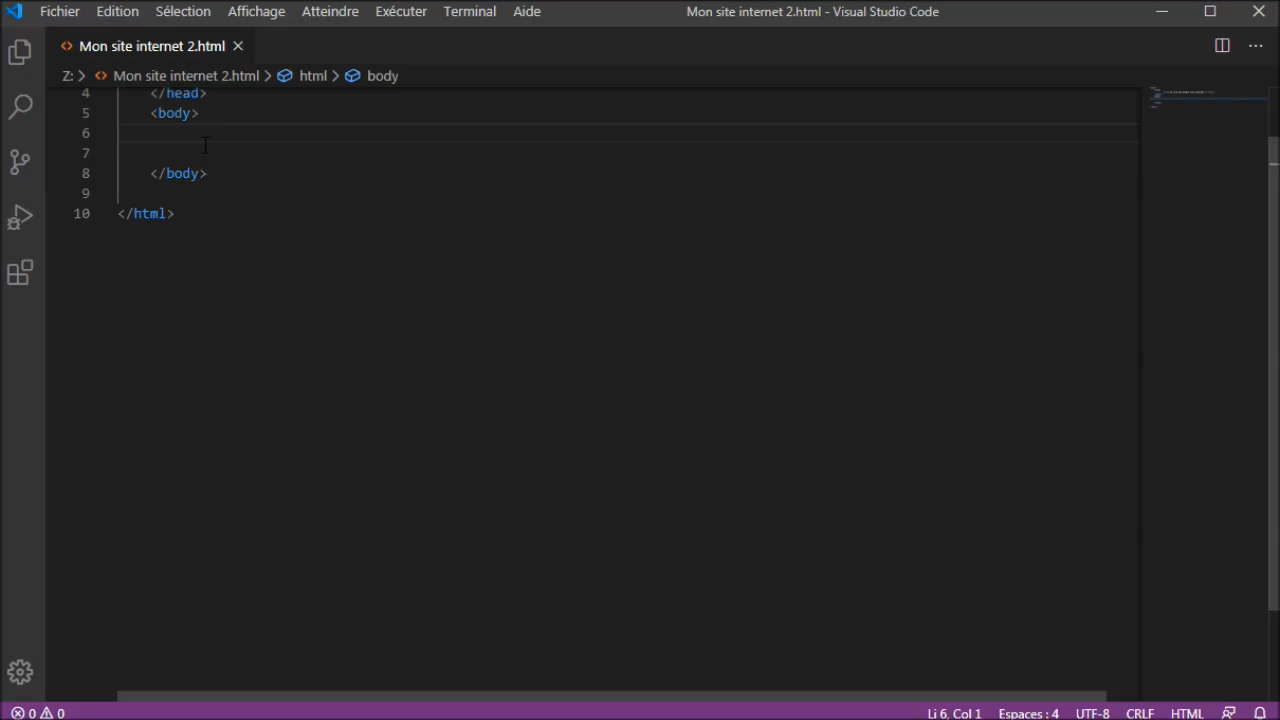 Fichier Edition Sélection Affichage Atteindre Exécuter Terminal Aide Mon site internet 2.html - Visual Studio Code
Mon site internet 2.html
Z: > Mon site internet 2.html > html > body
4 </head>
5 <body>
6
7
8 </body>
9
10 </html>
0 0 Li 6, Col 1 Espaces : 4 UTF-8 CRLF HTML